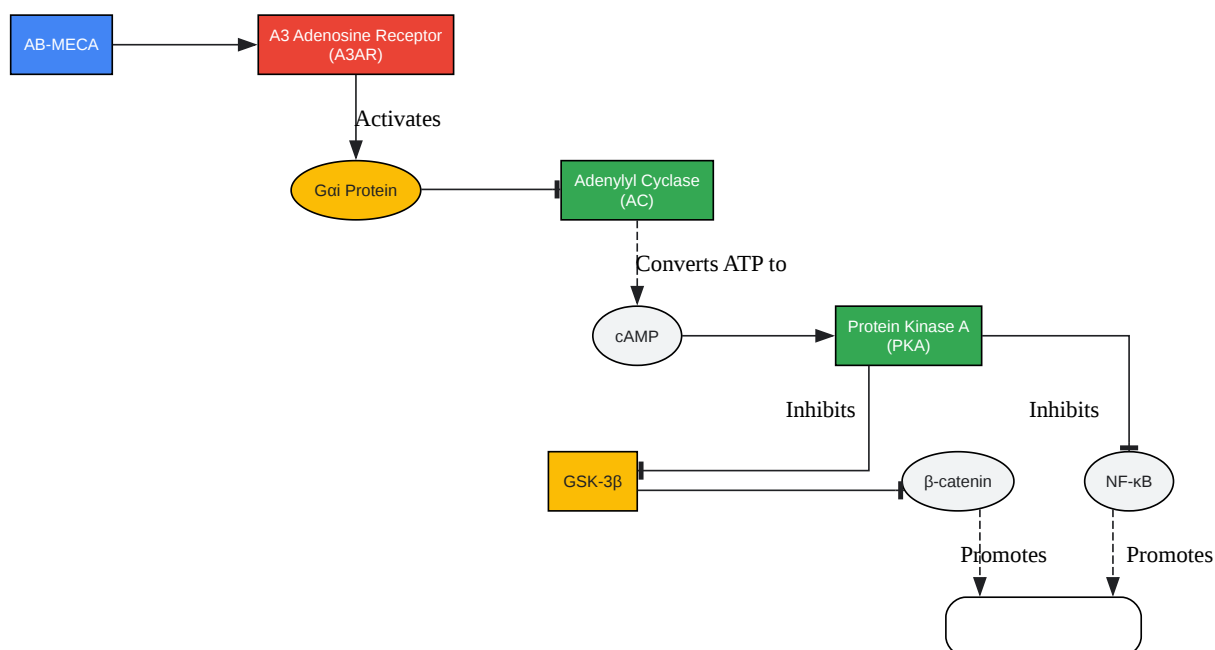 AB-MECA
A3 Adenosine Receptor
(A3AR)
Activates
Gαi Protein
Adenylyl Cyclase
(AC)
Converts ATP to
cAMP
Protein Kinase A
(PKA)
Inhibits
Inhibits
GSK-3β
β-catenin
NF-κB
Promotes
Promotes